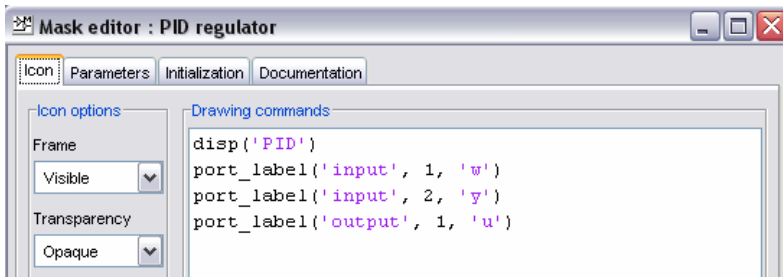 Mask editor : PID regulator
Icon Parameters Initialization Documentation
Icon options
Frame
Visible
Transparency
Opaque
Drawing commands
disp('PID')
port_label('input', 1, 'w')
port_label('input', 2, 'y')
port_label('output', 1, 'u')